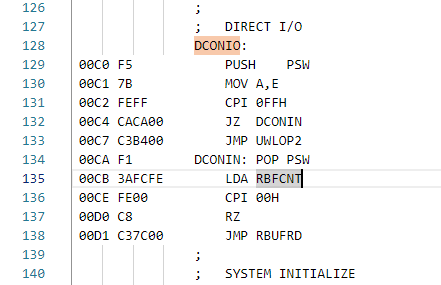 126 ;
127 ; DIRECT I/O
128 DCONIO:
129 00C0 F5 PUSH PSW
130 00C1 7B MOV A,E
131 00C2 FEFF CPI 0FFH
132 00C4 CACA00 JZ DCONIN
133 00C7 C3B400 JMP UWLOP2
134 00CA F1 DCONIN: POP PSW
135 00CB 3AFCFE LDA RBFCNT
136 00CE FE00 CPI 00H
137 00D0 C8 RZ
138 00D1 C37C00 JMP RBUFRD
139 ;
140 ; SYSTEM INITIALIZE